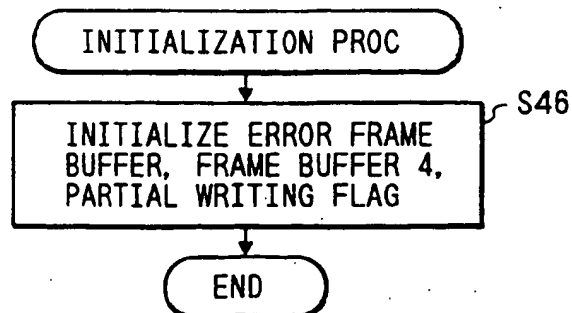 INITIALIZATION PROC
S46
INITIALIZE ERROR FRAME
BUFFER, FRAME BUFFER 4,
PARTIAL WRITING FLAG
END